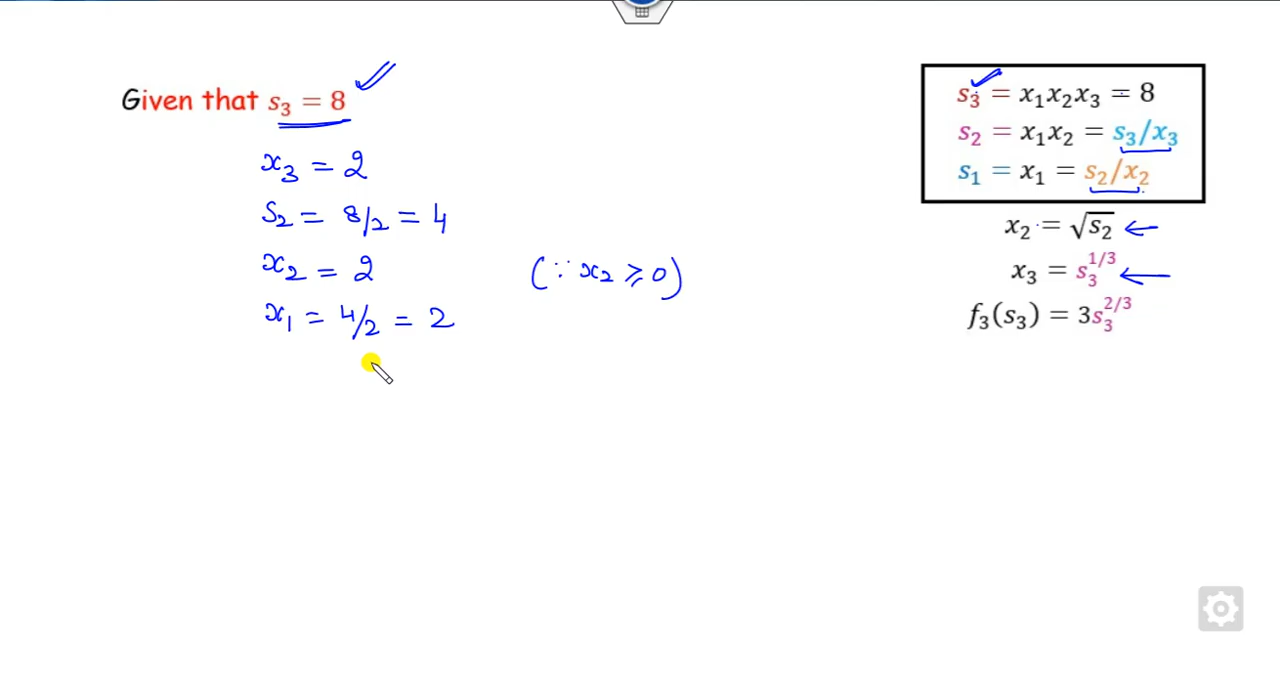 Given that s₃ = 8
x₃ = 2
S₂ = 8/2 = 4
x₂ = 2 (∵ x₂ ⩾ 0)
x₁ = 4/2 = 2
s₃ = x₁x₂x₃ = 8
s₂ = x₁x₂ = s₃/x₃
s₁ = x₁ = s₂/x₂
x₂ = √s₂ ←
x₃ = s₃^{1/3} ←
f₃(s₃) = 3s₃^{2/3}